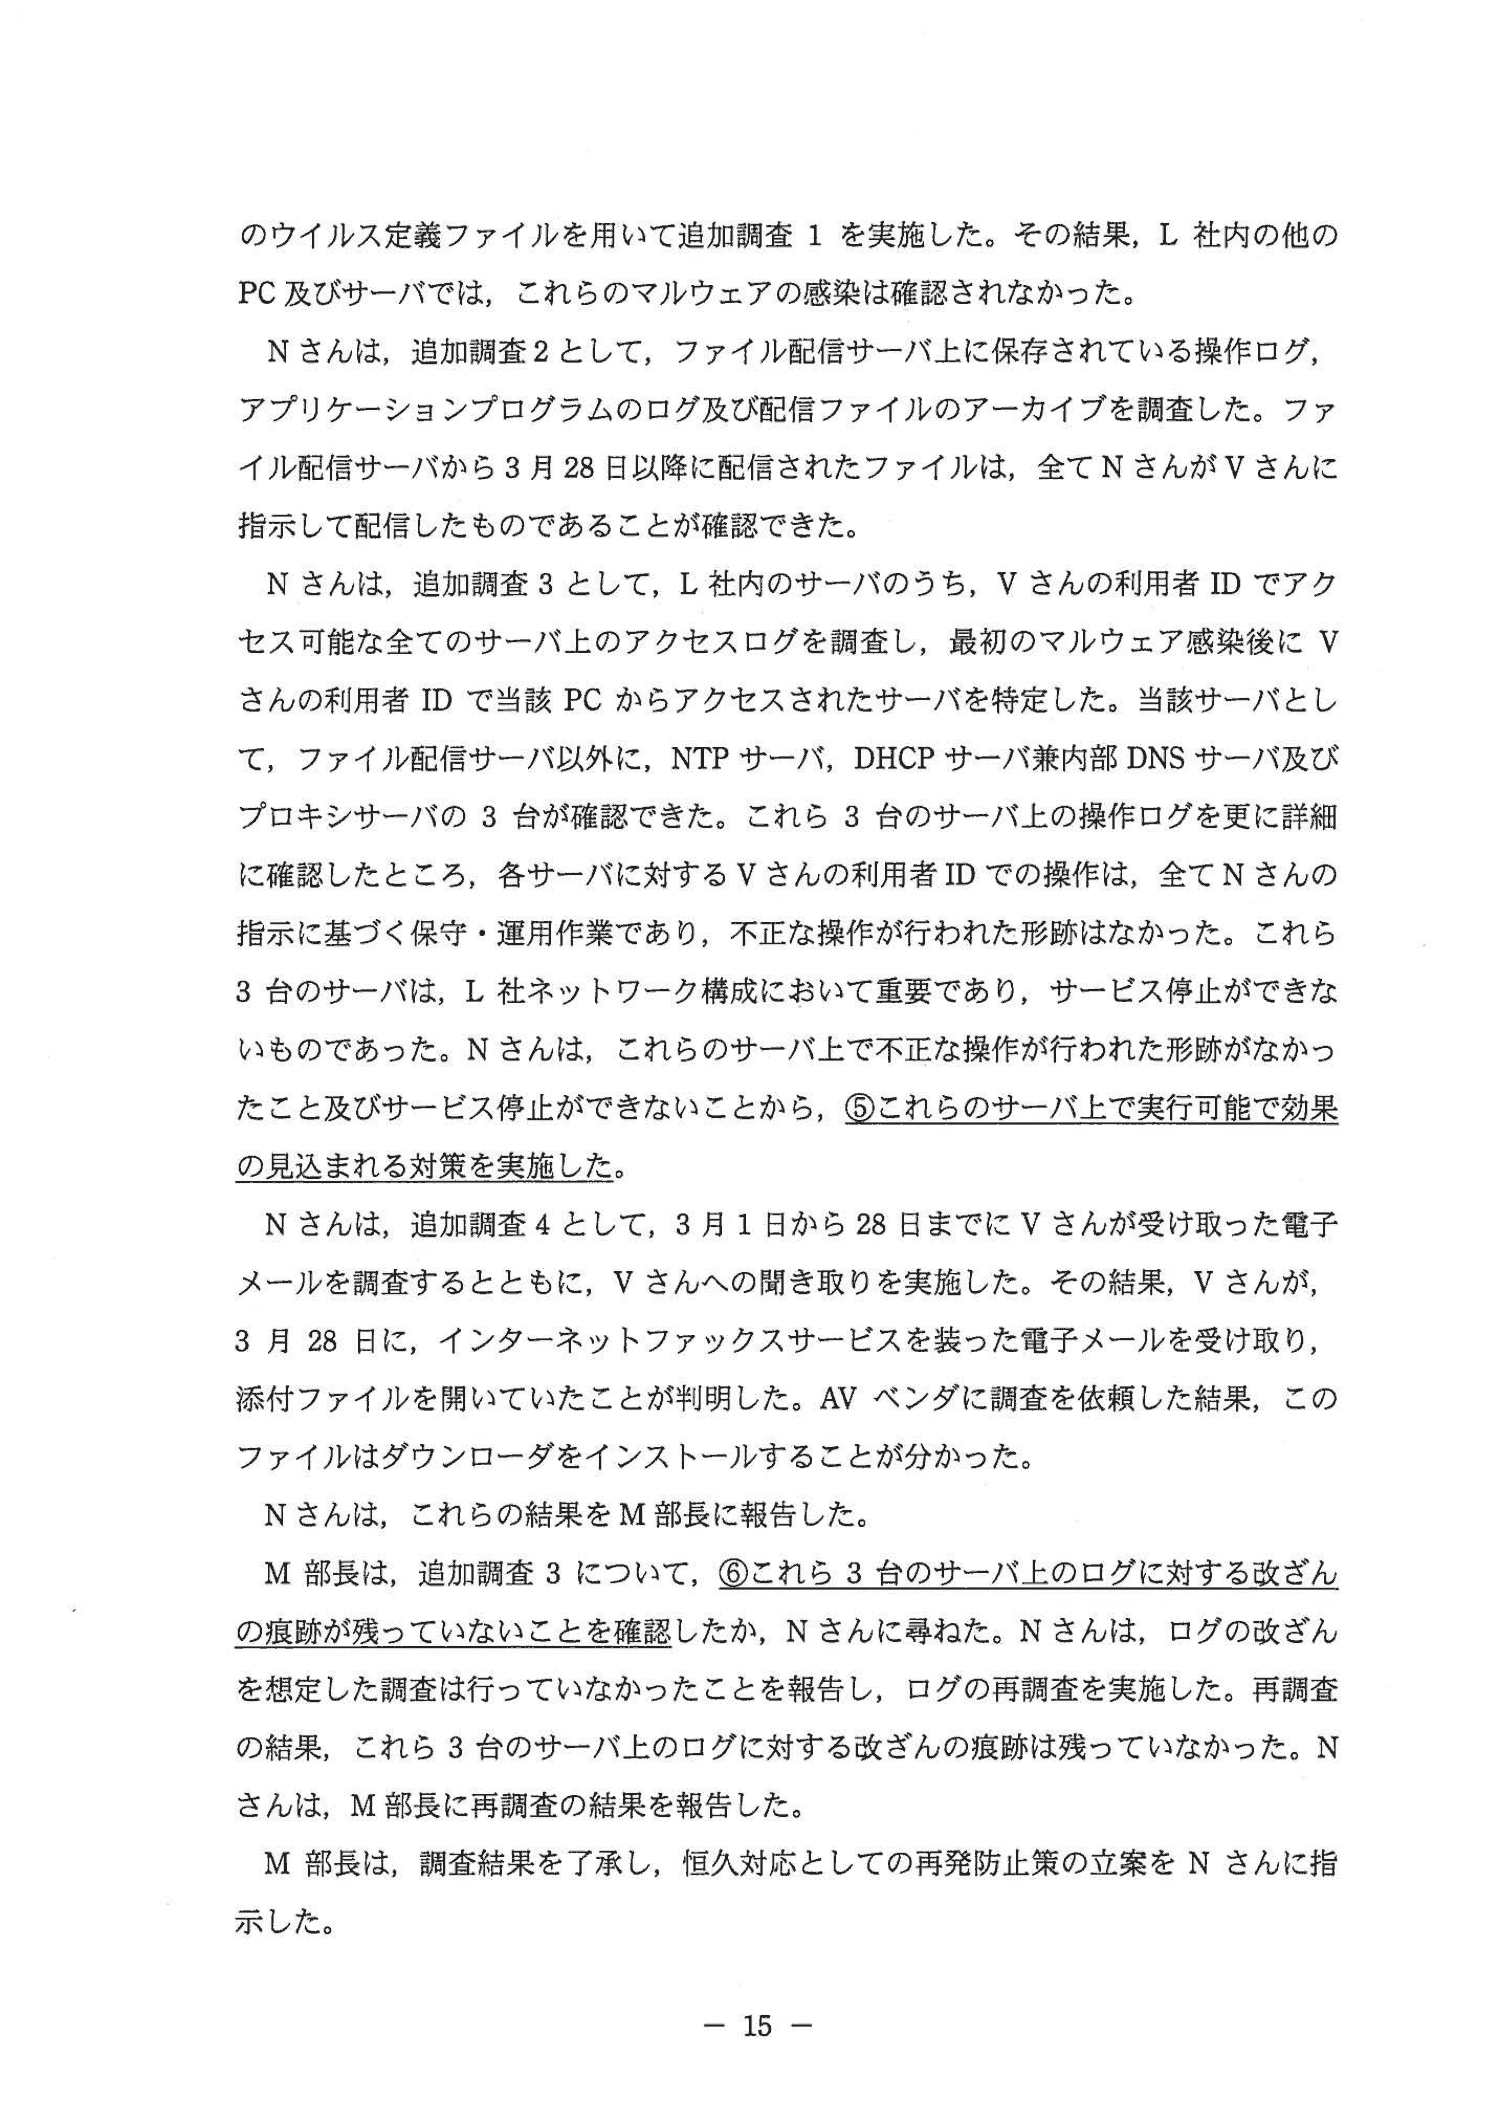 のウイルス定義ファイルを用いて追加調査 1 を実施した。その結果，L 社内の他の
PC 及びサーバでは，これらのマルウェアの感染は確認されなかった。
N さんは，追加調査 2 として，ファイル配信サーバ上に保存されている操作ログ，
アプリケーションプログラムのログ及び配信ファイルのアーカイブを調査した。ファ
イル配信サーバから 3 月 28 日以降に配信されたファイルは，全て N さんが V さんに
指示して配信したものであることが確認できた。
N さんは，追加調査 3 として，L 社内のサーバのうち，V さんの利用者 ID でアク
セス可能な全てのサーバ上のアクセスログを調査し，最初のマルウェア感染後に V
さんの利用者 ID で当該 PC からアクセスされたサーバを特定した。当該サーバとし
て，ファイル配信サーバ以外に，NTP サーバ，DHCP サーバ兼内部 DNS サーバ及び
プロキシサーバの 3 台が確認できた。これら 3 台のサーバ上の操作ログを更に詳細
に確認したところ，各サーバに対する V さんの利用者 ID での操作は，全て N さんの
指示に基づく保守・運用作業であり，不正な操作が行われた形跡はなかった。これら
3 台のサーバは，L 社ネットワーク構成において重要であり，サービス停止ができな
いものであった。N さんは，これらのサーバ上で不正な操作が行われた形跡がなかっ
たこと及びサービス停止ができないことから，⑤これらのサーバ上で実行可能で効果
の見込まれる対策を実施した。
N さんは，追加調査 4 として，3 月 1 日から 28 日までに V さんが受け取った電子
メールを調査するとともに，V さんへの聞き取りを実施した。その結果，V さんが，
3 月 28 日に，インターネットファックスサービスを装った電子メールを受け取り，
添付ファイルを開いていたことが判明した。AV ベンダに調査を依頼した結果，この
ファイルはダウンローダをインストールすることが分かった。
N さんは，これらの結果を M 部長に報告した。
M 部長は，追加調査 3 について，⑥これら 3 台のサーバ上のログに対する改ざん
の痕跡が残っていないことを確認したか，N さんに尋ねた。N さんは，ログの改ざん
を想定した調査は行っていなかったことを報告し，ログの再調査を実施した。再調査
の結果，これら 3 台のサーバ上のログに対する改ざんの痕跡は残っていなかった。N
さんは，M 部長に再調査の結果を報告した。
M 部長は，調査結果を了承し，恒久対応としての再発防止策の立案を N さんに指
示した。
－ 15 －